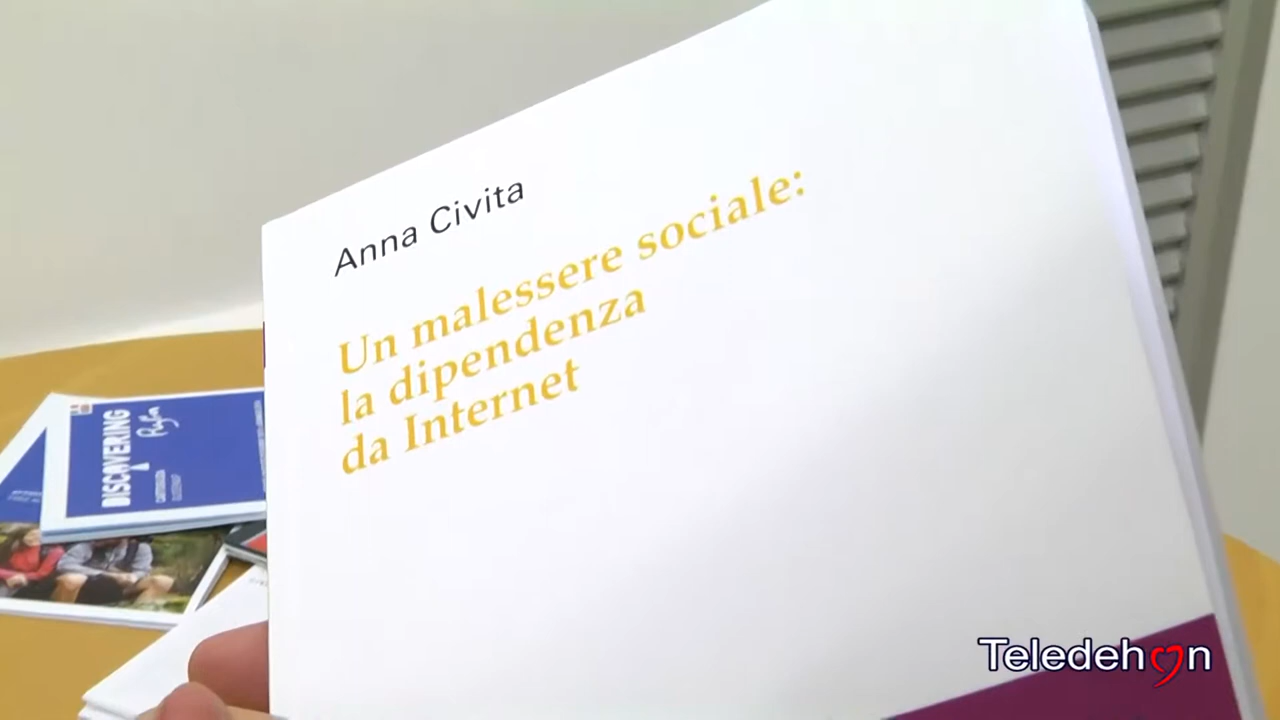 Anna Civita
Un malessere sociale:
la dipendenza
da Internet
DISCOVERING
Teledehon